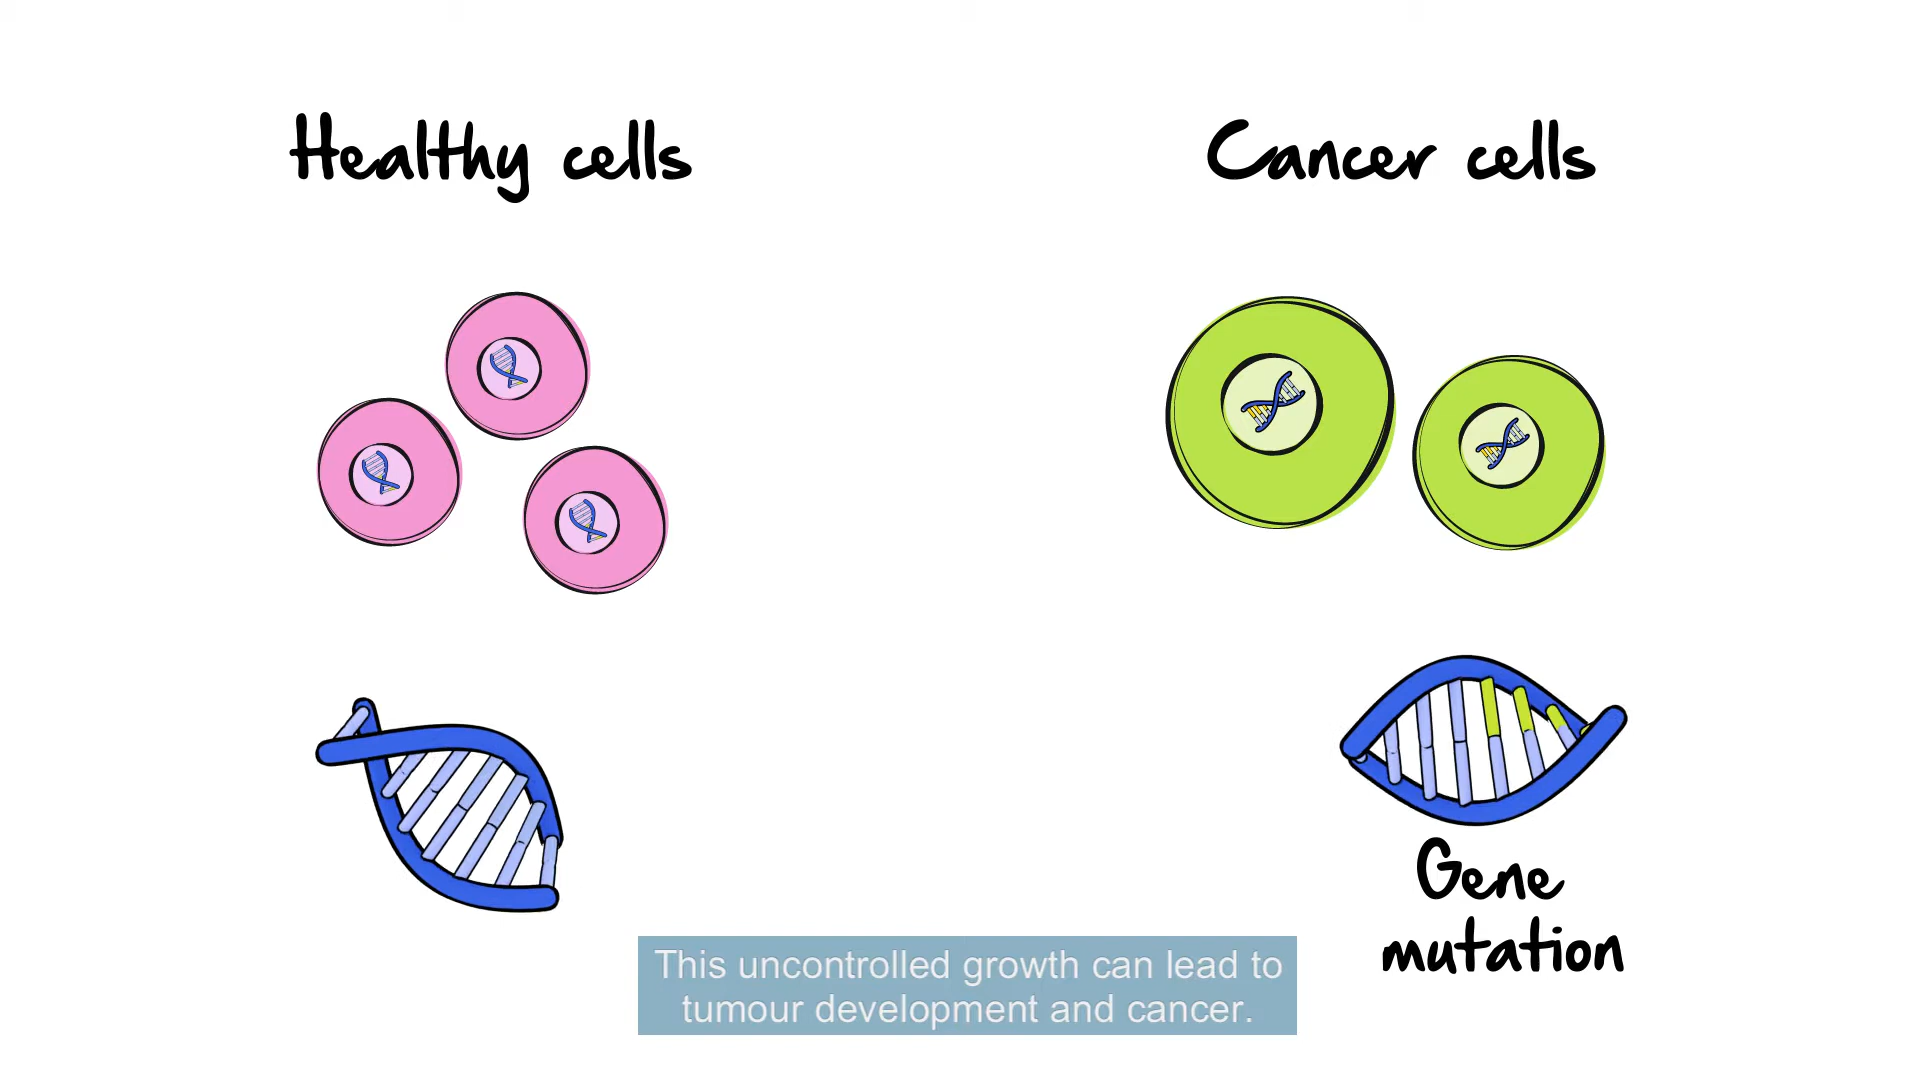 Healthy cells
Cancer cells
Gene
mutation
This uncontrolled growth can lead to
tumour development and cancer.